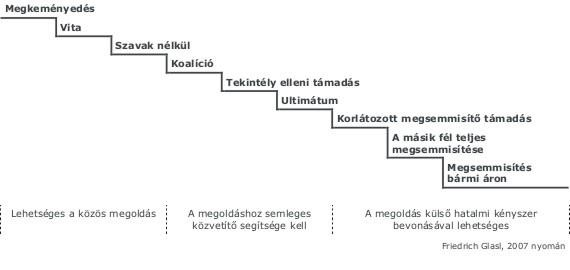 Megkeményedés
Vita
Szavak nélkül
Koalíció
Tekintély elleni támadás
Ultimátum
Korlátozott megsemmisítő támadás
A másik fél teljes
megsemmisítése
Megsemmisítés
bármi áron
Lehetséges a közös megoldás
A megoldáshoz semleges
közvetítő segítsége kell
A megoldás külső hatalmi kényszer
bevonásával lehetséges
Friedrich Glasl, 2007 nyomán